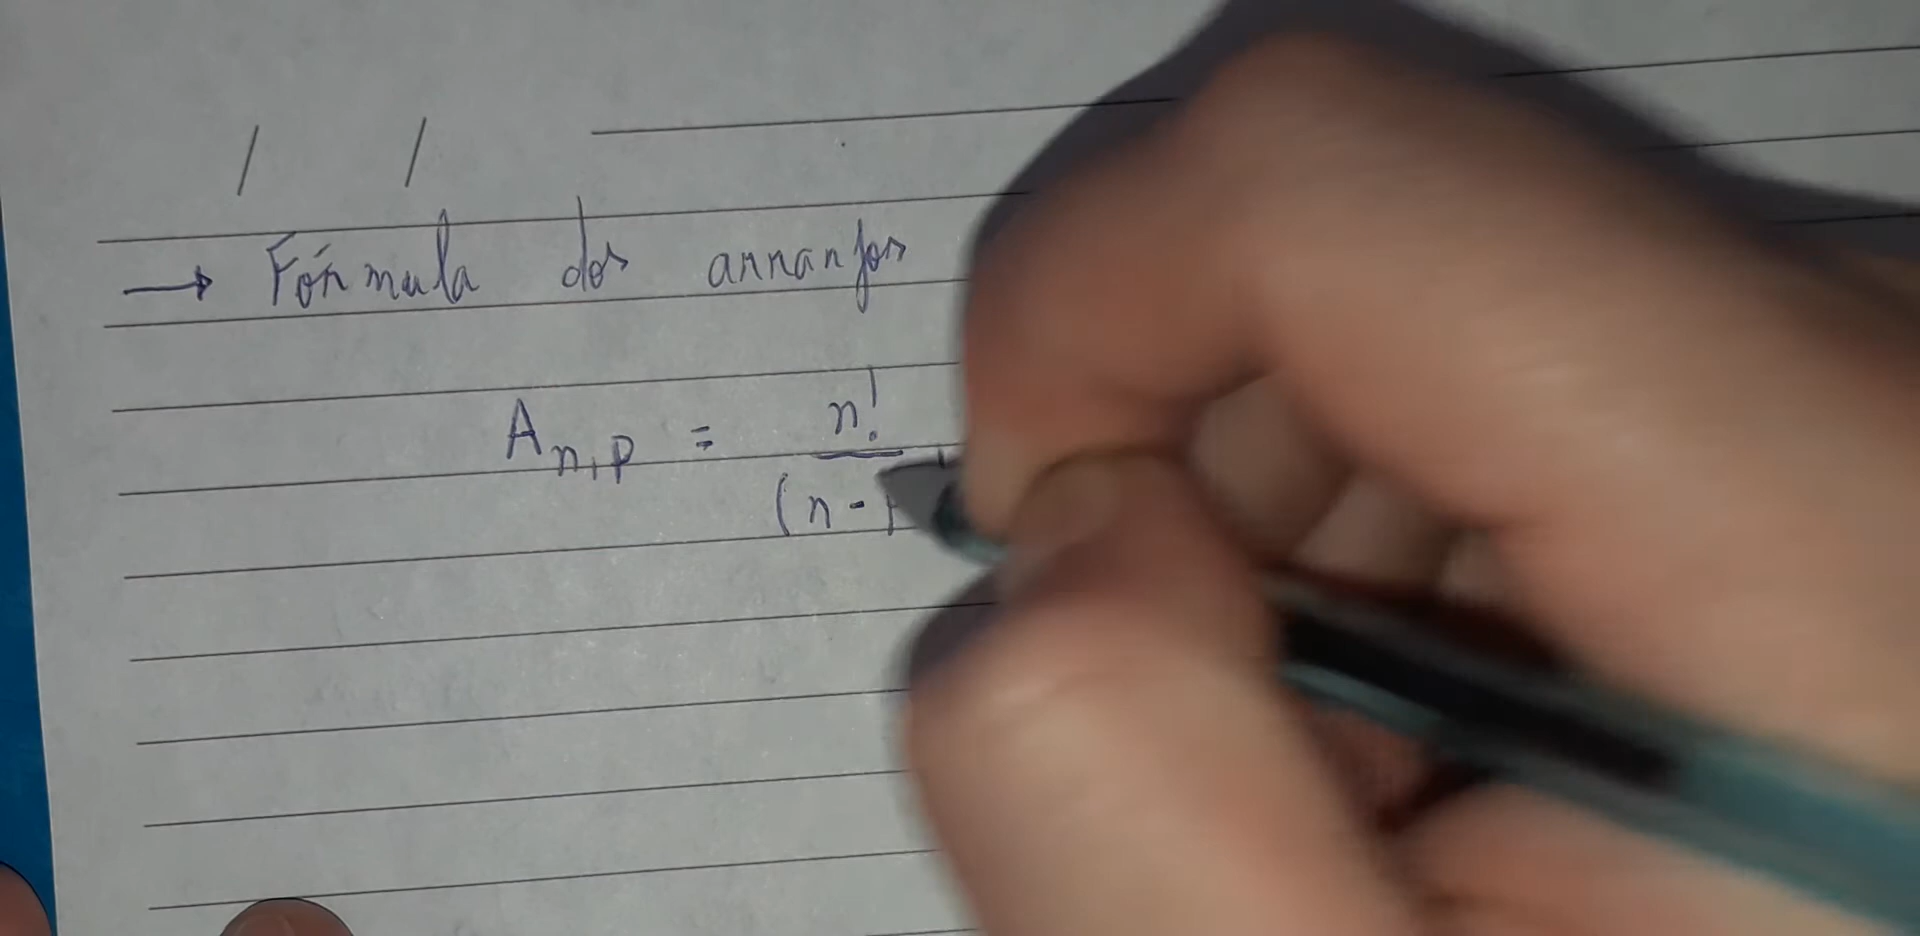 → Fórmula dos arranjos
A n,p = n!
(n-